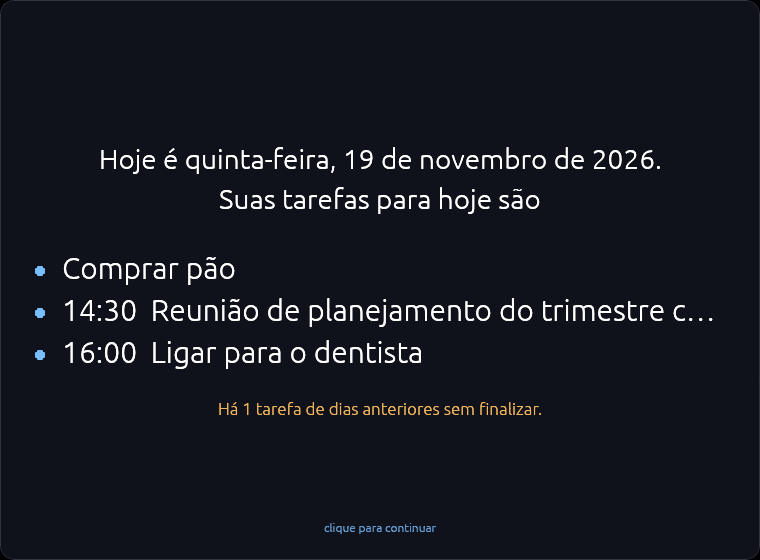 Hoje é quinta-feira, 19 de novembro de 2026.
Suas tarefas para hoje são
• Comprar pão
• 14:30 Reunião de planejamento do trimestre c…
• 16:00 Ligar para o dentista
Há 1 tarefa de dias anteriores sem finalizar.
clique para continuar